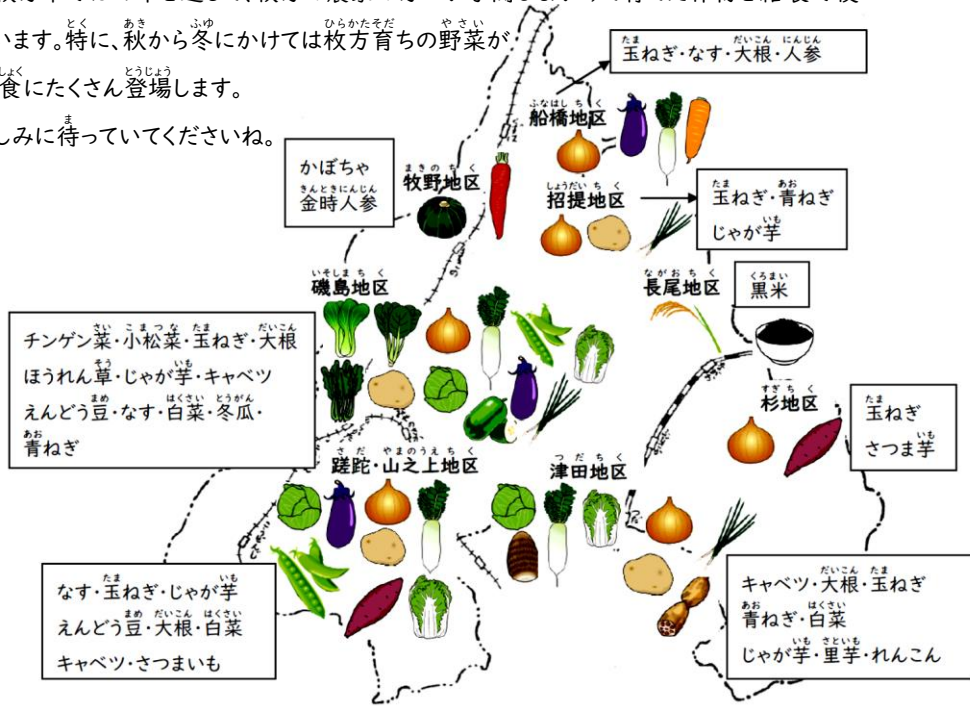 います。特に、秋から冬にかけては枚方育ちの野菜が
食にたくさん登場します。
しみに待っていてくださいね。
玉ねぎ・なす・大根・人参
船橋地区
かぼちゃ
金時人参
牧野地区
招提地区
玉ねぎ・青ねぎ
じゃが芋
磯島地区
長尾地区
黒米
チンゲン菜・小松菜・玉ねぎ・大根
ほうれん草・じゃが芋・キャベツ
えんどう豆・なす・白菜・冬瓜・
青ねぎ
杉地区
玉ねぎ
さつま芋
蹉跎・山之上地区
津田地区
なす・玉ねぎ・じゃが芋
えんどう豆・大根・白菜
キャベツ・さつまいも
キャベツ・大根・玉ねぎ
青ねぎ・白菜
じゃが芋・里芋・れんこん